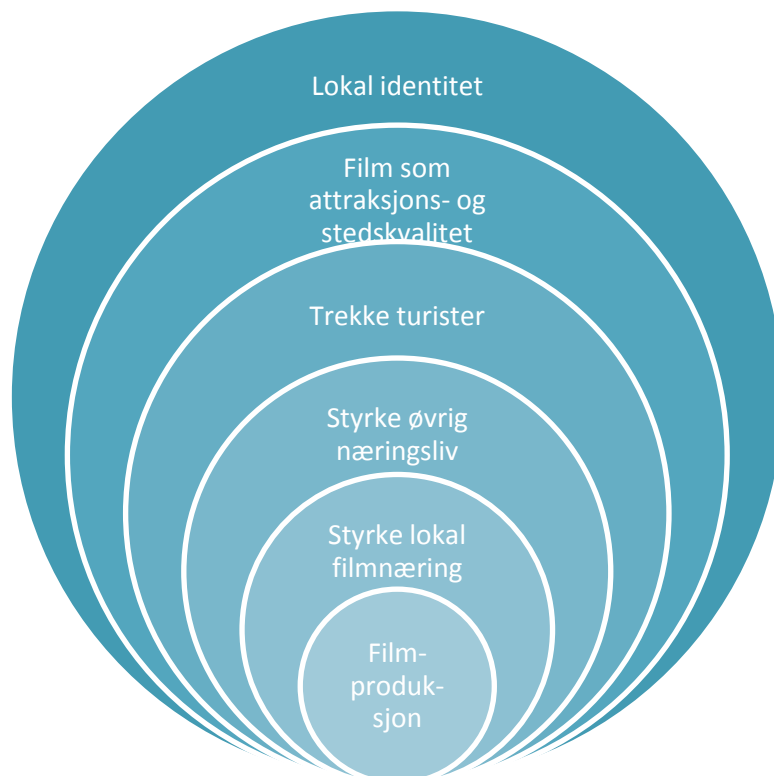 Lokal identitet
Film som
attraksjons- og
stedskvalitet
Trekke turister
Styrke øvrig
næringsliv
Styrke lokal
filmnæring
Film-
produk-
sjon